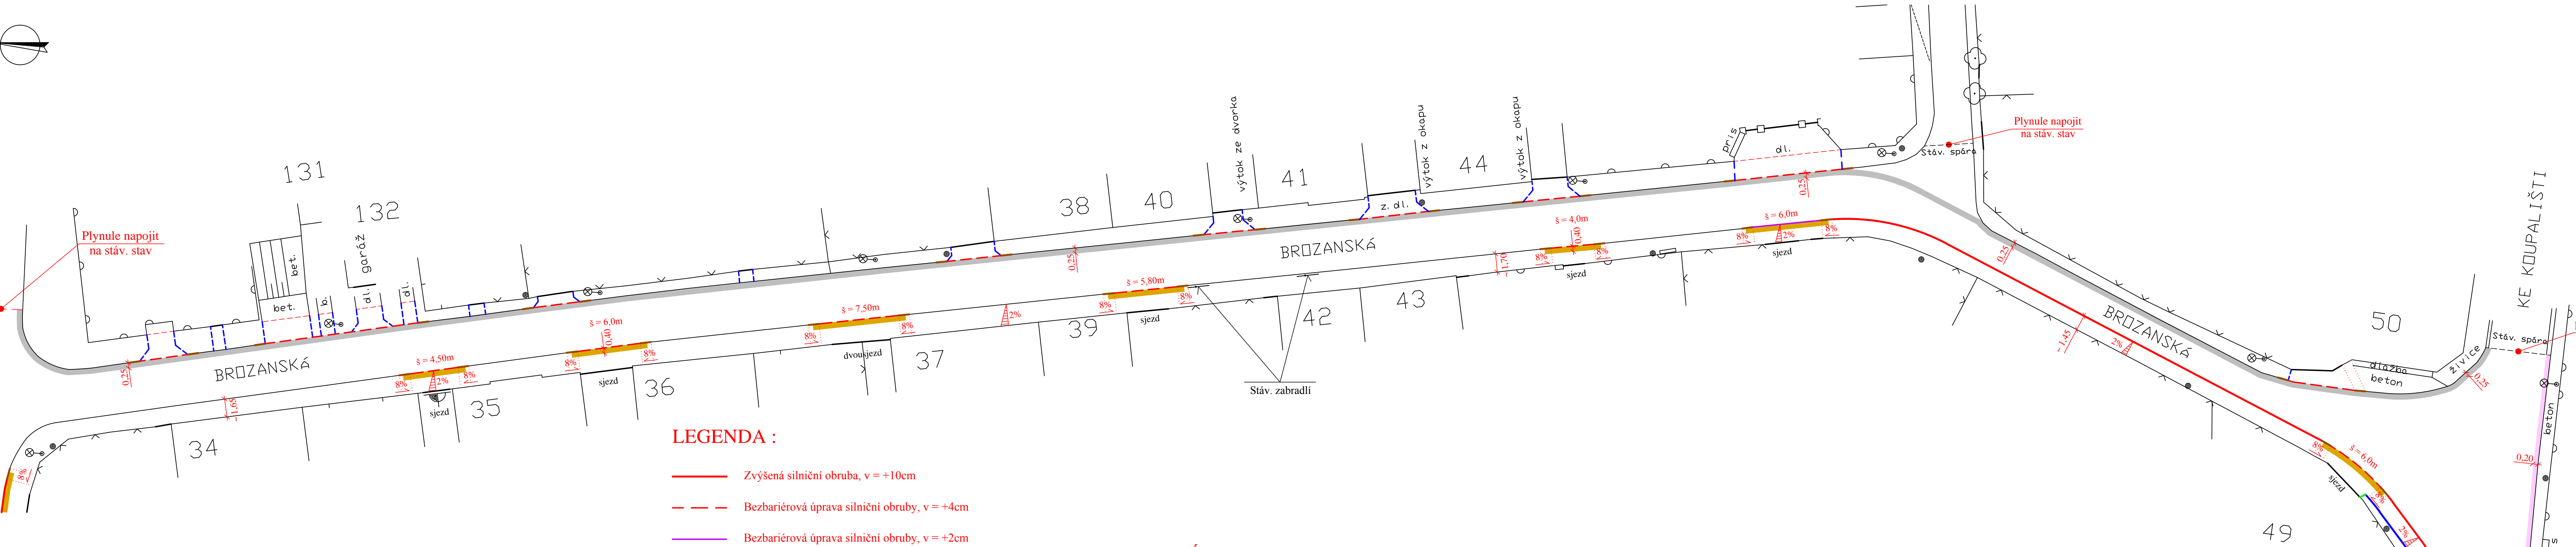 Plynule napojit
na stáv. stav
131
132
bet.
bet.
b.
dl.
garáž
dl.
BROZANSKÁ
0,25
38
40
výtok ze dvorka
41
z. dl.
výtok z okapu
44
výtok z okapu
pris
dl.
0,25
0,25
BROZANSKÁ
Plynule napojit
na stáv. stav
Stáv. spára
0,25
KE KOUPALIŠTI
50
BROZANSKÁ
dlažba
beton
živice
Stáv. spára
0,25
beton
0,20
8%
34
~1,65
š = 4,50m
8%
2%
8%
sjezd
35
š = 6,0m
0,40
8%
8%
sjezd
36
š = 7,50m
8%
8%
dvousjezd
37
2%
39
š = 5,80m
8%
8%
sjezd
42
Stáv. zabradlí
43
~1,70
š = 4,0m
0,40
8%
8%
sjezd
š = 6,0m
8%
2%
8%
sjezd
~1,45
2%
š = 6,0m
8%
8%
sjezd
2%
49
LEGENDA :
Zvýšená silniční obruba, v = +10cm
Bezbariérová úprava silniční obruby, v = +4cm
Bezbariérová úprava silniční obruby, v = +2cm